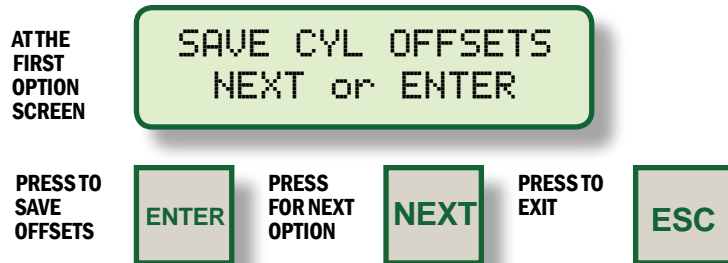 AT THE
FIRST
OPTION
SCREEN
SAVE CYL OFFSETS
NEXT or ENTER
PRESS TO
SAVE
OFFSETS
ENTER
PRESS
FOR NEXT
OPTION
NEXT
PRESS TO
EXIT
ESC